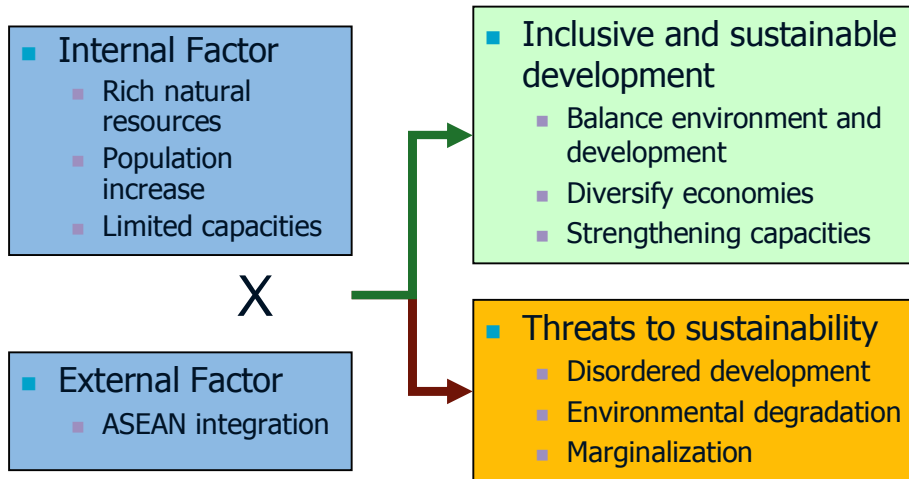 Internal Factor
Rich natural
resources
Population
increase
Limited capacities
X
External Factor
ASEAN integration
Inclusive and sustainable
development
Balance environment and
development
Diversify economies
Strengthening capacities
Threats to sustainability
Disordered development
Environmental degradation
Marginalization